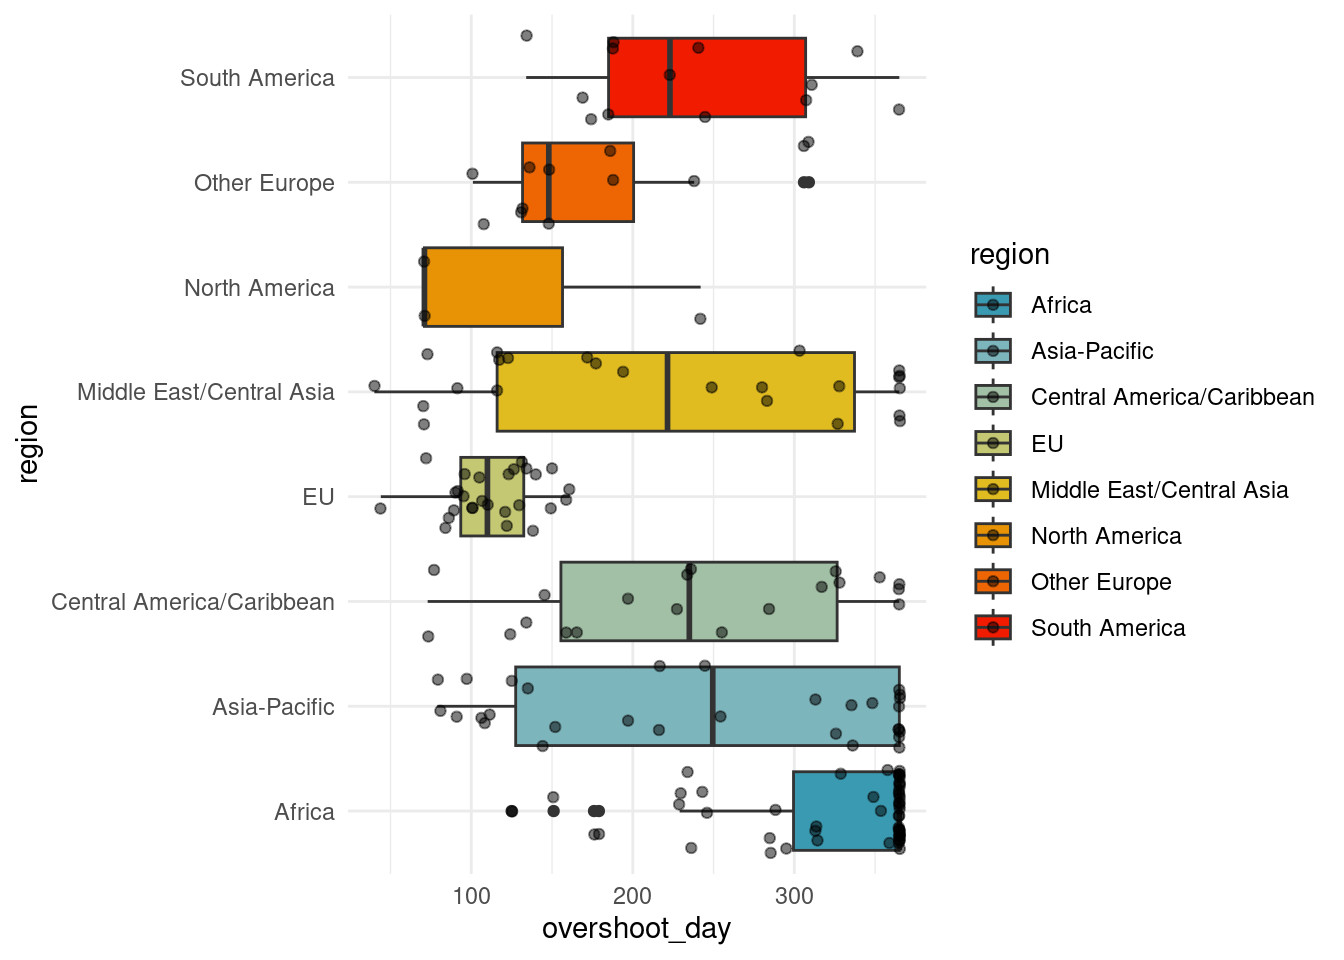 South America
Other Europe
North America
Middle East/Central Asia
EU
Central America/Caribbean
Asia-Pacific
Africa
region
100
200
300
overshoot_day
region
Africa
Asia-Pacific
Central America/Caribbean
EU
Middle East/Central Asia
North America
Other Europe
South America